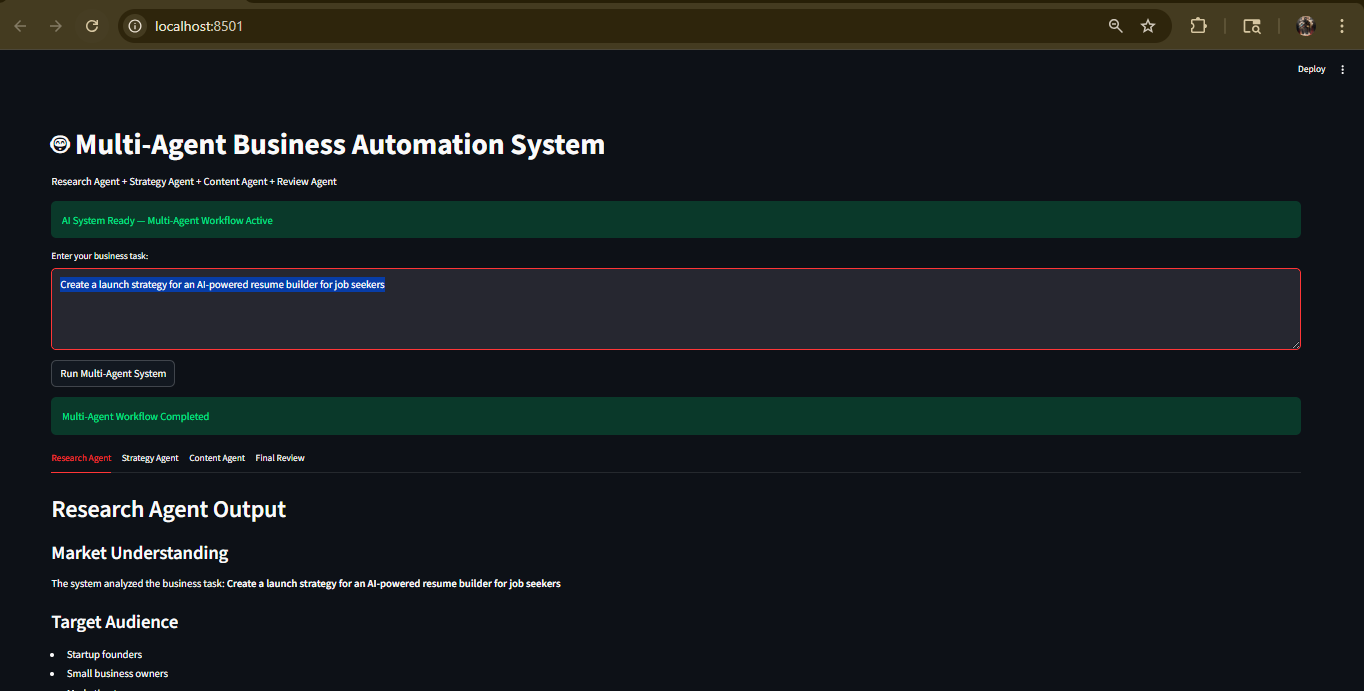 localhost:8501
Deploy
Multi-Agent Business Automation System
Research Agent + Strategy Agent + Content Agent + Review Agent
AI System Ready — Multi-Agent Workflow Active
Enter your business task:
Create a launch strategy for an AI-powered resume builder for job seekers
Run Multi-Agent System
Multi-Agent Workflow Completed
Research Agent Strategy Agent Content Agent Final Review
Research Agent Output
Market Understanding
The system analyzed the business task: Create a launch strategy for an AI-powered resume builder for job seekers
Target Audience
Startup founders
Small business owners